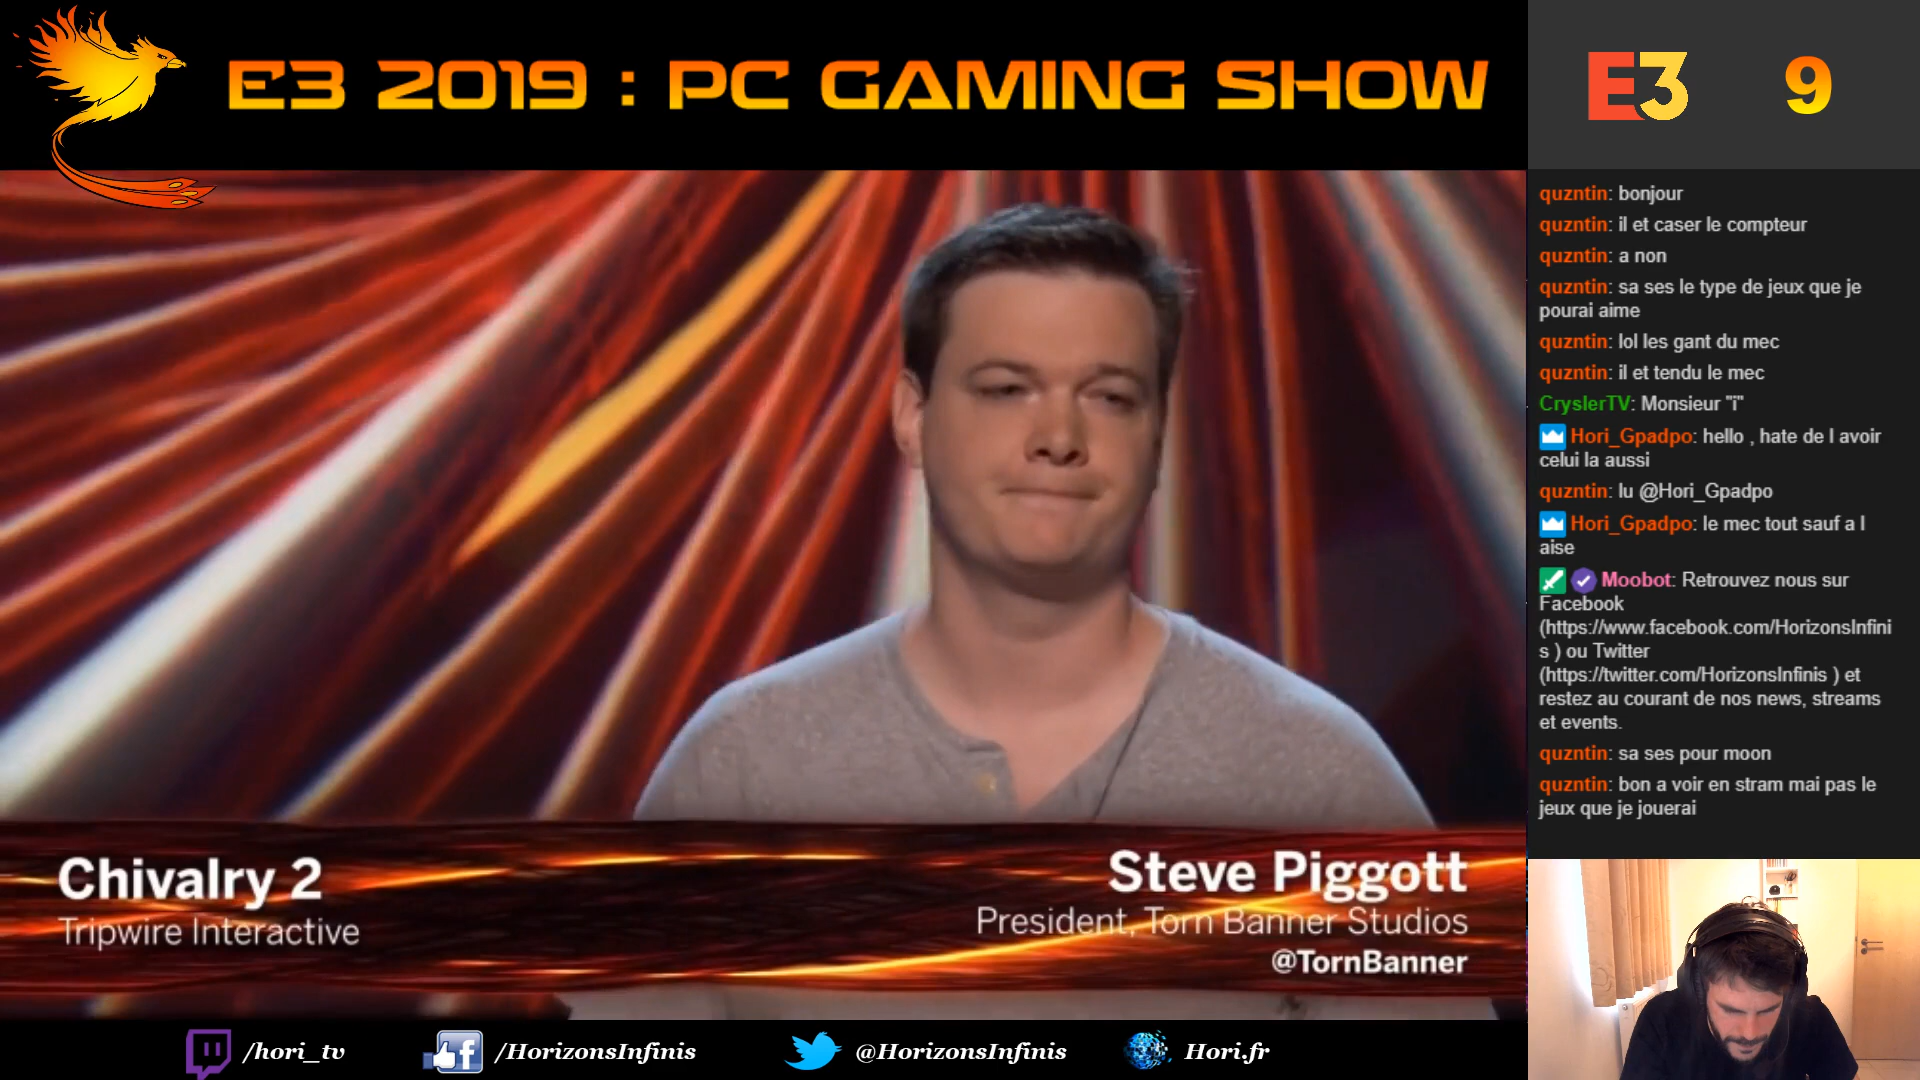 E3 2019 : PC GAMING SHOW
E3
9
quzntin: bonjour
quzntin: il et caser le compteur
quzntin: a non
quzntin: sa ses le type de jeux que je
pourai aime
quzntin: lol les gant du mec
quzntin: il et tendu le mec
CryslerTV: Monsieur "ï"
Hori_Gpadpo: hello , hate de l avoir
celui la aussi
quzntin: lu @Hori_Gpadpo
Hori_Gpadpo: le mec tout sauf a l
aise
Moobot: Retrouvez nous sur
Facebook
(https://www.facebook.com/HorizonsInfini
s ) ou Twitter
(https://twitter.com/HorizonsInfinis ) et
restez au courant de nos news, streams
et events.
quzntin: sa ses pour moon
quzntin: bon a voir en stram mai pas le
jeux que je jouerai
Chivalry 2
Tripwire Interactive
Steve Piggott
President, Torn Banner Studios
@TornBanner
/hori_tv
/HorizonsInfinis
@HorizonsInfinis
Hori.fr